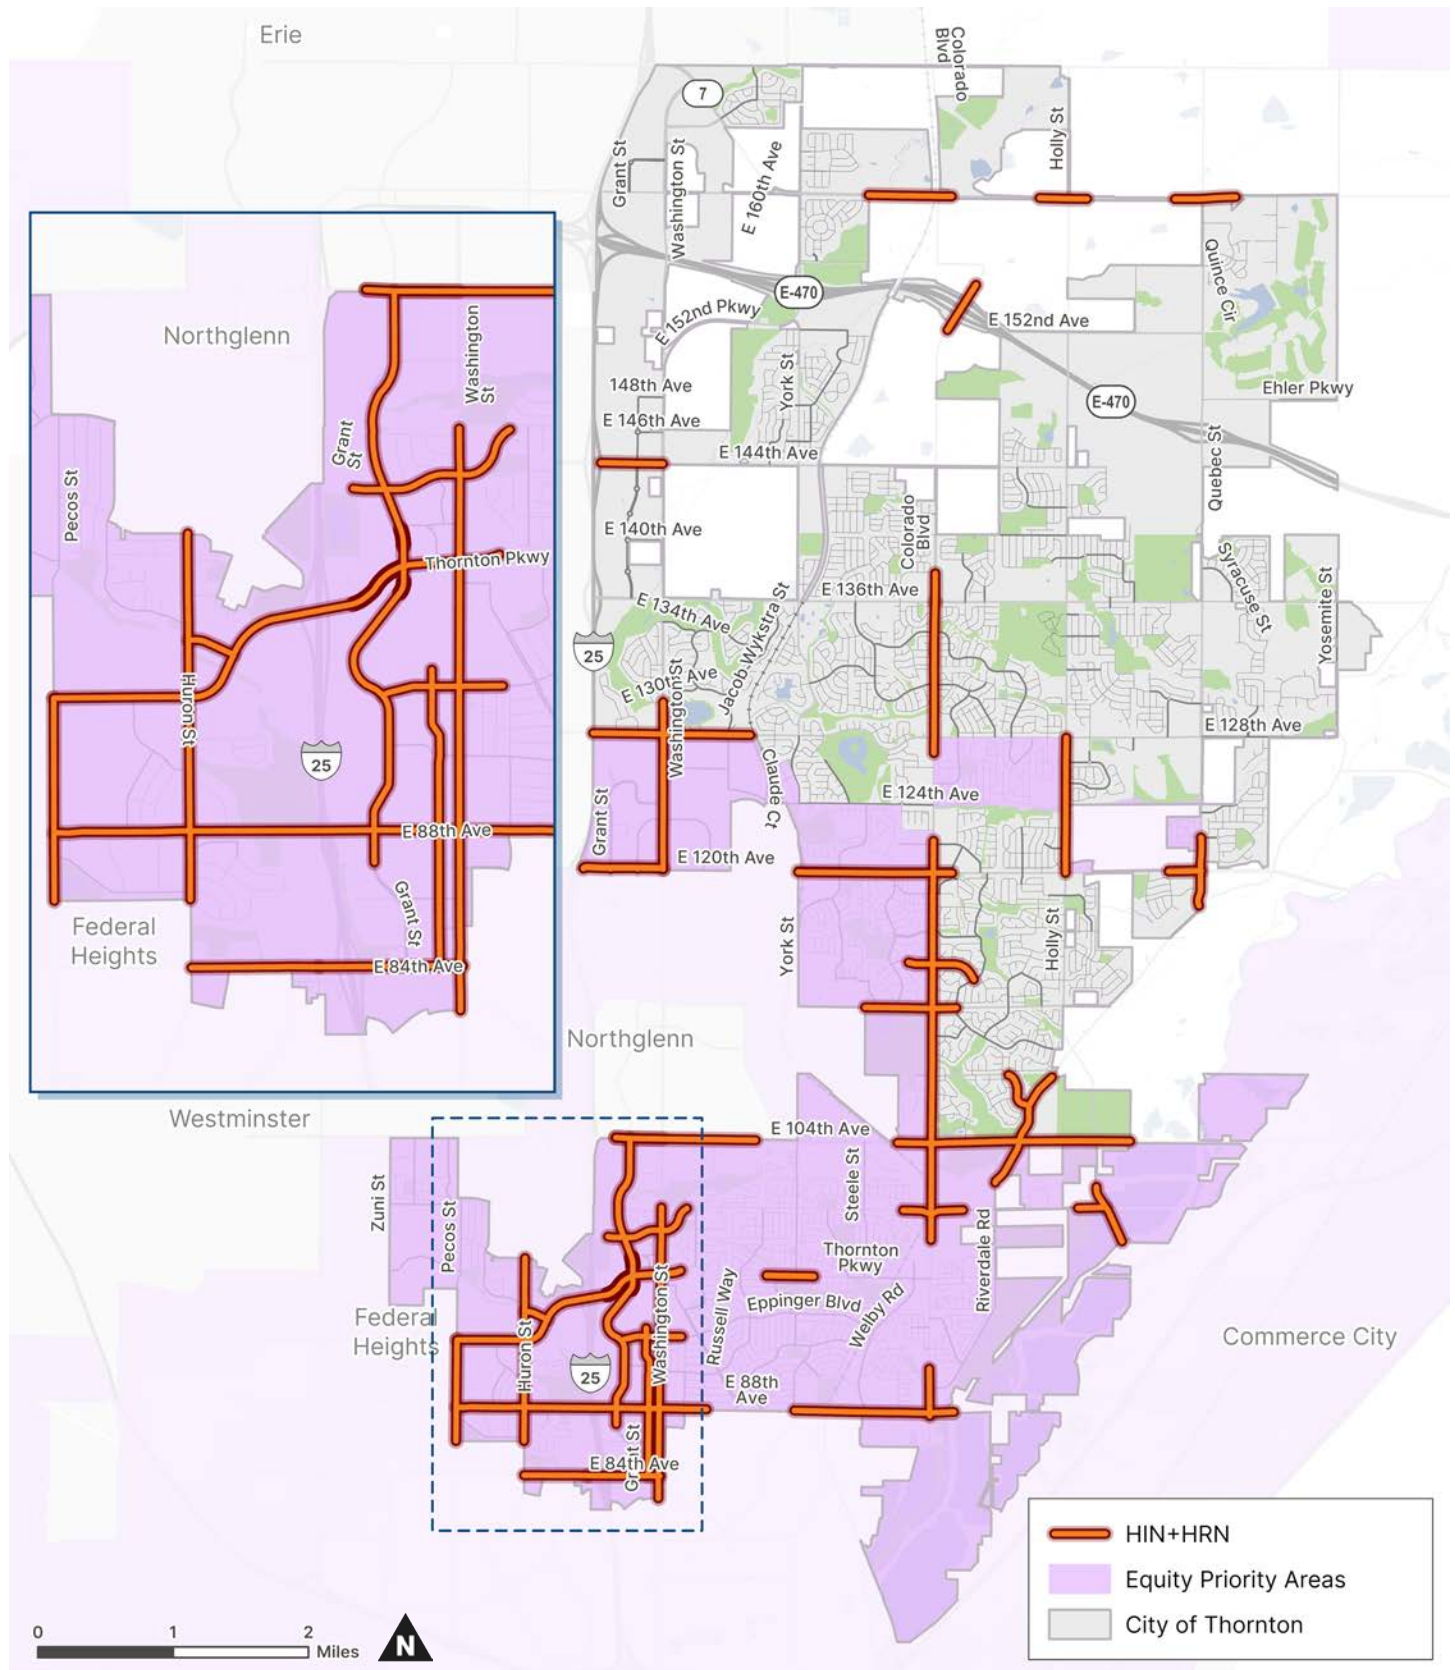 Erie
Colorado
Blvd
7
Holly St
Grant St
Washington St
E 160th Ave
Quince Cir
E-470
E 152nd Pkwy
E 152nd Ave
Northglenn
Washington
St
York St
148th Ave
Ehler Pkwy
E-470
E 146th Ave
Grant
St
E 144th Ave
Quebec St
Pecos St
E 140th Ave
Colorado
Blvd
Thornton Pkwy
Syracuse St
E 136th Ave
E 134th Ave
Jacob Wykstra St
Yosemite St
25
E 130th Ave
Washington St
Huron St
E 128th Ave
25
Claude Ct
E 124th Ave
Grant St
E 88th Ave
E 120th Ave
Grant St
Federal
Heights
York St
Holly St
E 84th Ave
Northglenn
Westminster
E 104th Ave
Zuni St
Steele St
Pecos St
Riverdale Rd
Thornton
Pkwy
Washington St
Russell Way
Eppinger Blvd
Welby Rd
Federal
Heights
Huron St
Commerce City
25
E 88th
Ave
Grant St
E 84th Ave
HIN+HRN
Equity Priority Areas
City of Thornton
0 1 2
Miles
N